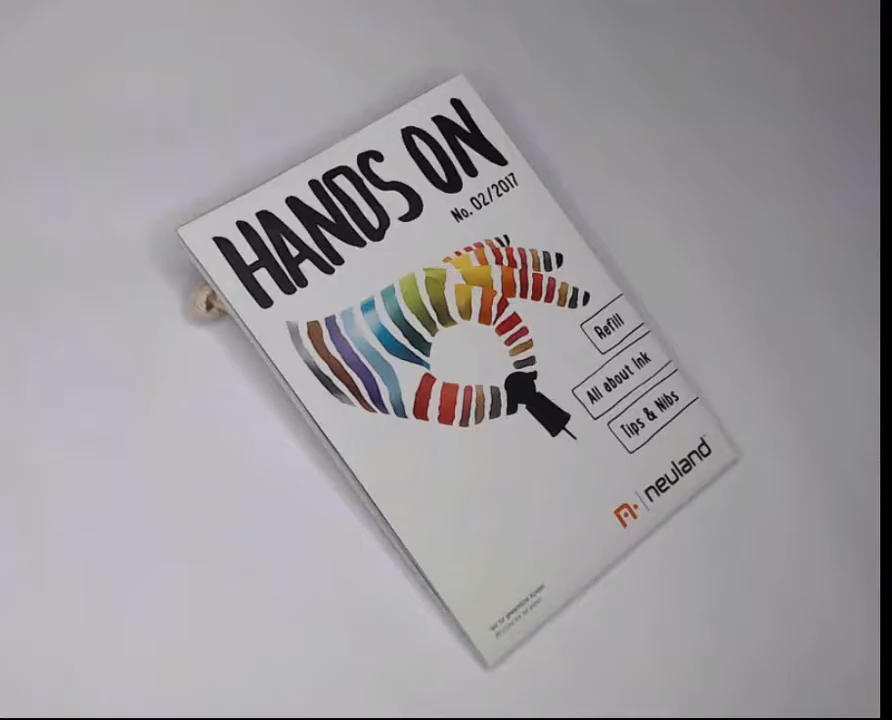 HANDS ON
No. 02/2017
Refill
All about Ink
Tips & Nibs
neuland